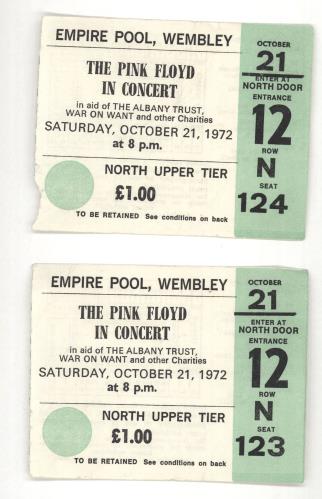 EMPIRE POOL, WEMBLEY
THE PINK FLOYD
IN CONCERT
in aid of THE ALBANY TRUST,
WAR ON WANT and other Charities
SATURDAY, OCTOBER 21, 1972
at 8 p.m.
NORTH UPPER TIER
£1.00
TO BE RETAINED See conditions on back
OCTOBER
21
ENTER AT
NORTH DOOR
ENTRANCE
12
ROW
N
SEAT
124
EMPIRE POOL, WEMBLEY
THE PINK FLOYD
IN CONCERT
in aid of THE ALBANY TRUST,
WAR ON WANT and other Charities
SATURDAY, OCTOBER 21, 1972
at 8 p.m.
NORTH UPPER TIER
£1.00
TO BE RETAINED See conditions on back
OCTOBER
21
ENTER AT
NORTH DOOR
ENTRANCE
12
ROW
N
SEAT
123